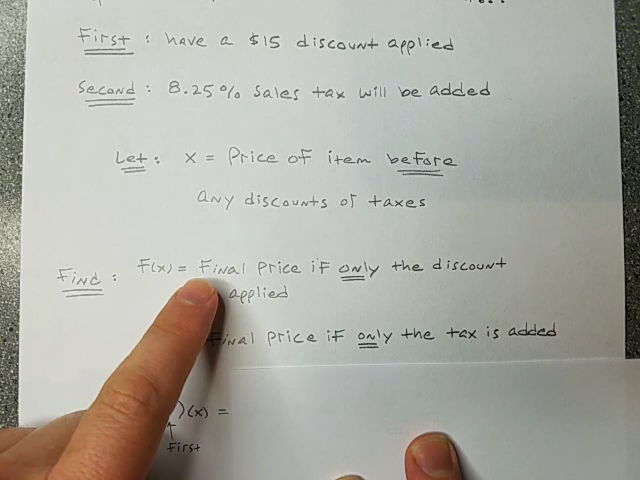 First : have a $15 discount applied
Second : 8.25% sales tax will be added
Let : x = Price of item before
any discounts or taxes
Find : F(x) = Final Price if only the discount
applied
Final Price if only the tax is added
)(x) =
First